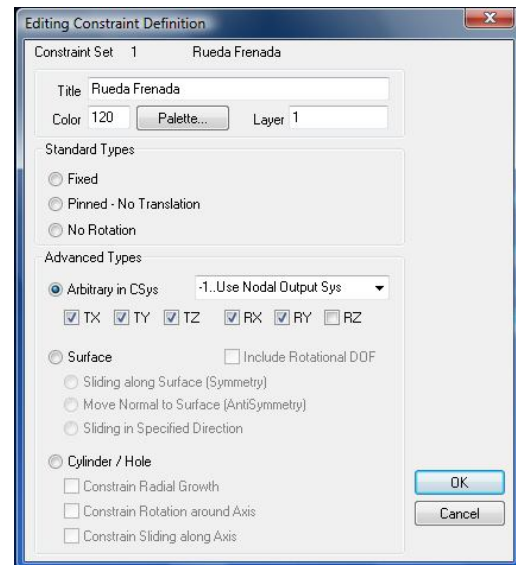 Editing Constraint Definition
Constraint Set 1 Rueda Frenada
Title Rueda Frenada
Color 120 Palette... Layer 1
Standard Types
Fixed
Pinned - No Translation
No Rotation
Advanced Types
Arbitrary in CSys -1..Use Nodal Output Sys
TX TY TZ RX RY RZ
Surface Include Rotational DOF
Sliding along Surface (Symmetry)
Move Normal to Surface (AntiSymmetry)
Sliding in Specified Direction
Cylinder / Hole
Constrain Radial Growth
OK
Constrain Rotation around Axis
Cancel
Constrain Sliding along Axis